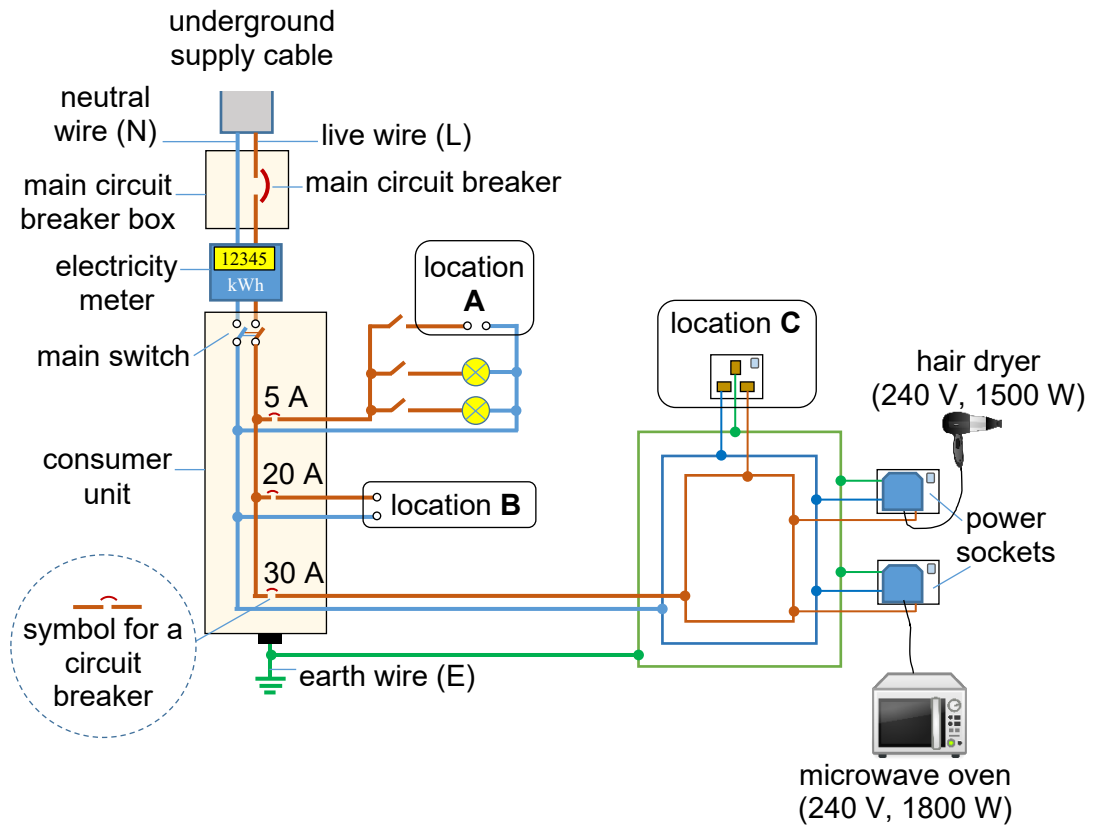 underground
supply cable
neutral
wire (N)
live wire (L)
main circuit
breaker box
main circuit breaker
electricity
meter
12345
kWh
location
A
main switch
location C
hair dryer
(240 V, 1500 W)
5 A
consumer
unit
20 A
location B
power
sockets
30 A
symbol for a
circuit
breaker
earth wire (E)
microwave oven
(240 V, 1800 W)